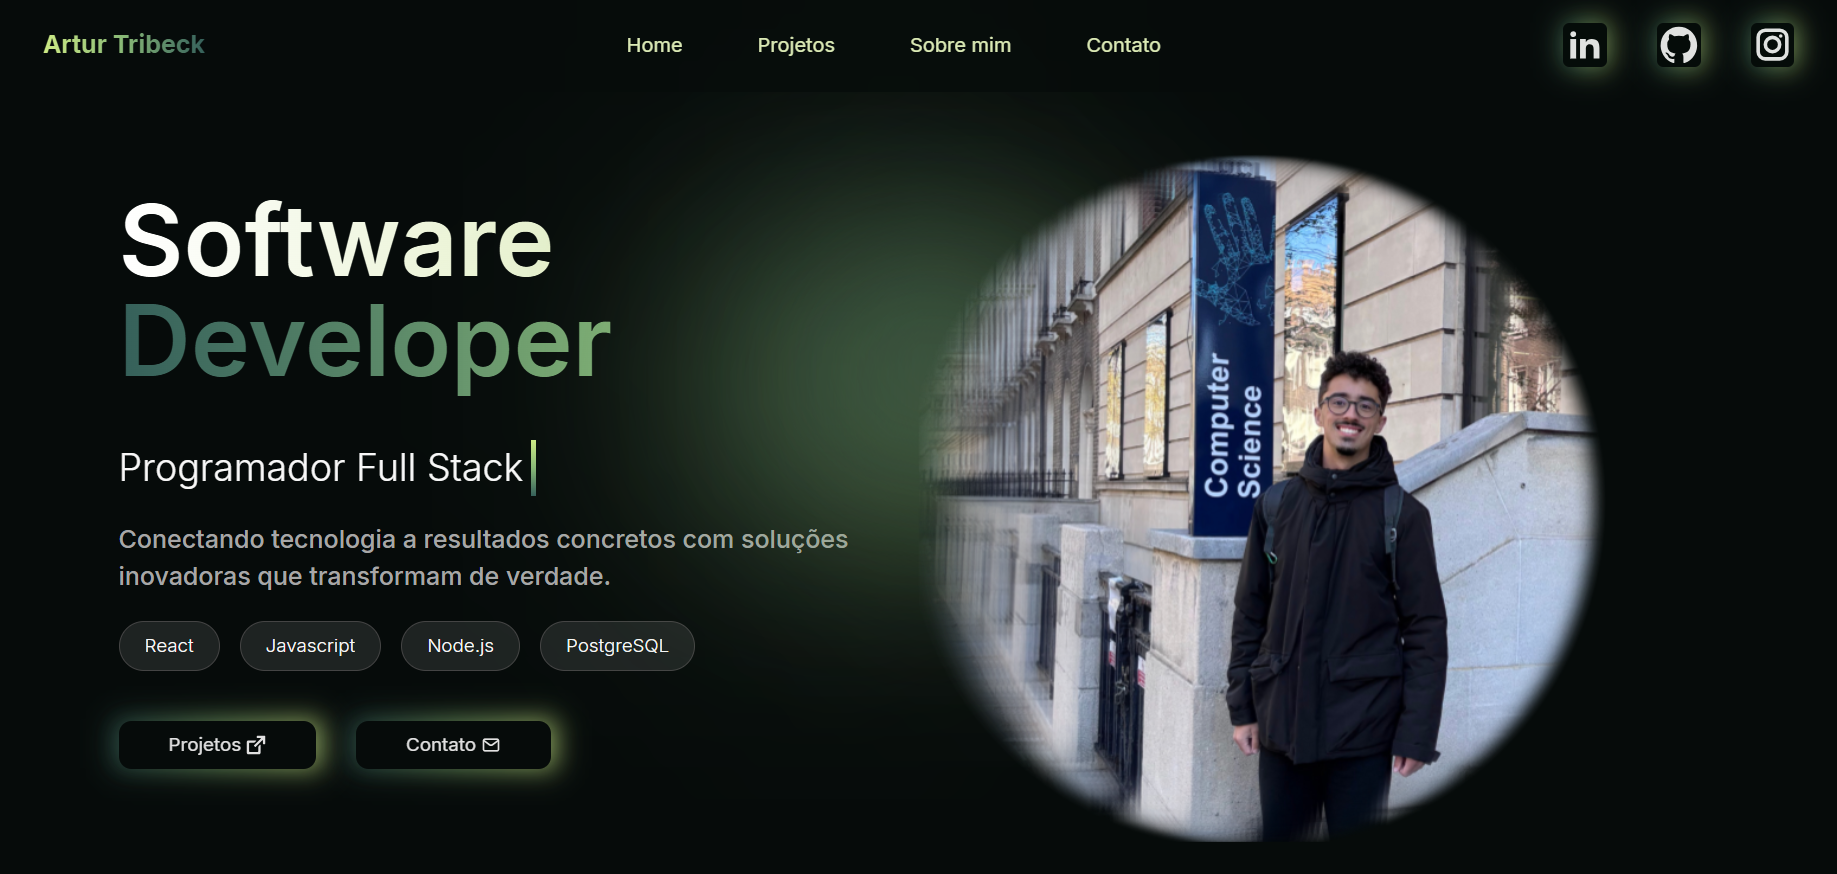 Artur Tribeck
Home
Projetos
Sobre mim
Contato
in
Software
Developer
Programador Full Stack
Conectando tecnologia a resultados concretos com soluções
inovadoras que transformam de verdade.
React
Javascript
Node.js
PostgreSQL
Projetos
Contato
Computer
Science